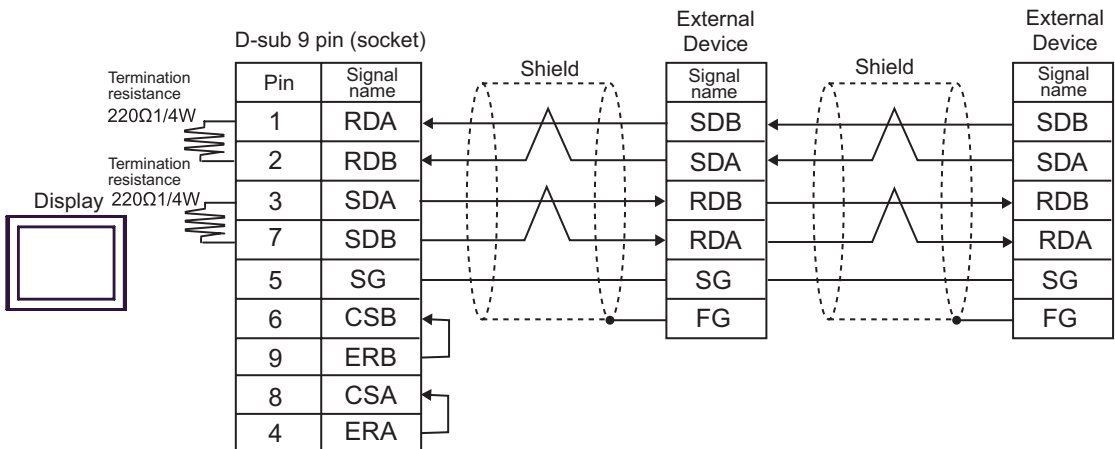 D-sub 9 pin (socket)
External
Device
External
Device
Termination
resistance
220Ω1/4W
Termination
resistance
220Ω1/4W
Display
Pin
Signal
name
Shield
Signal
name
Shield
Signal
name
1 RDA SDB SDB
2 RDB SDA SDA
3 SDA RDB RDB
7 SDB RDA RDA
5 SG SG SG
6 CSB FG FG
9 ERB
8 CSA
4 ERA